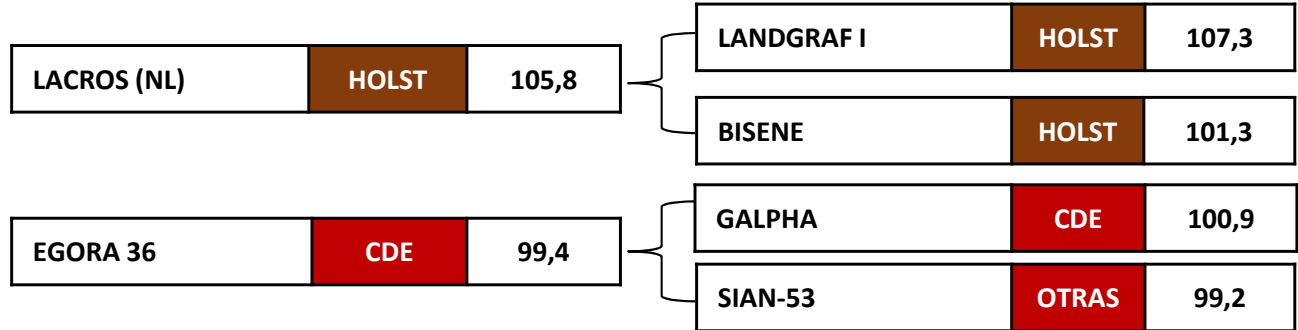 LANDGRAF I HOLST 107,3
LACROS (NL) HOLST 105,8
BISENE HOLST 101,3
GALPHA CDE 100,9
EGORA 36 CDE 99,4
SIAN-53 OTRAS 99,2